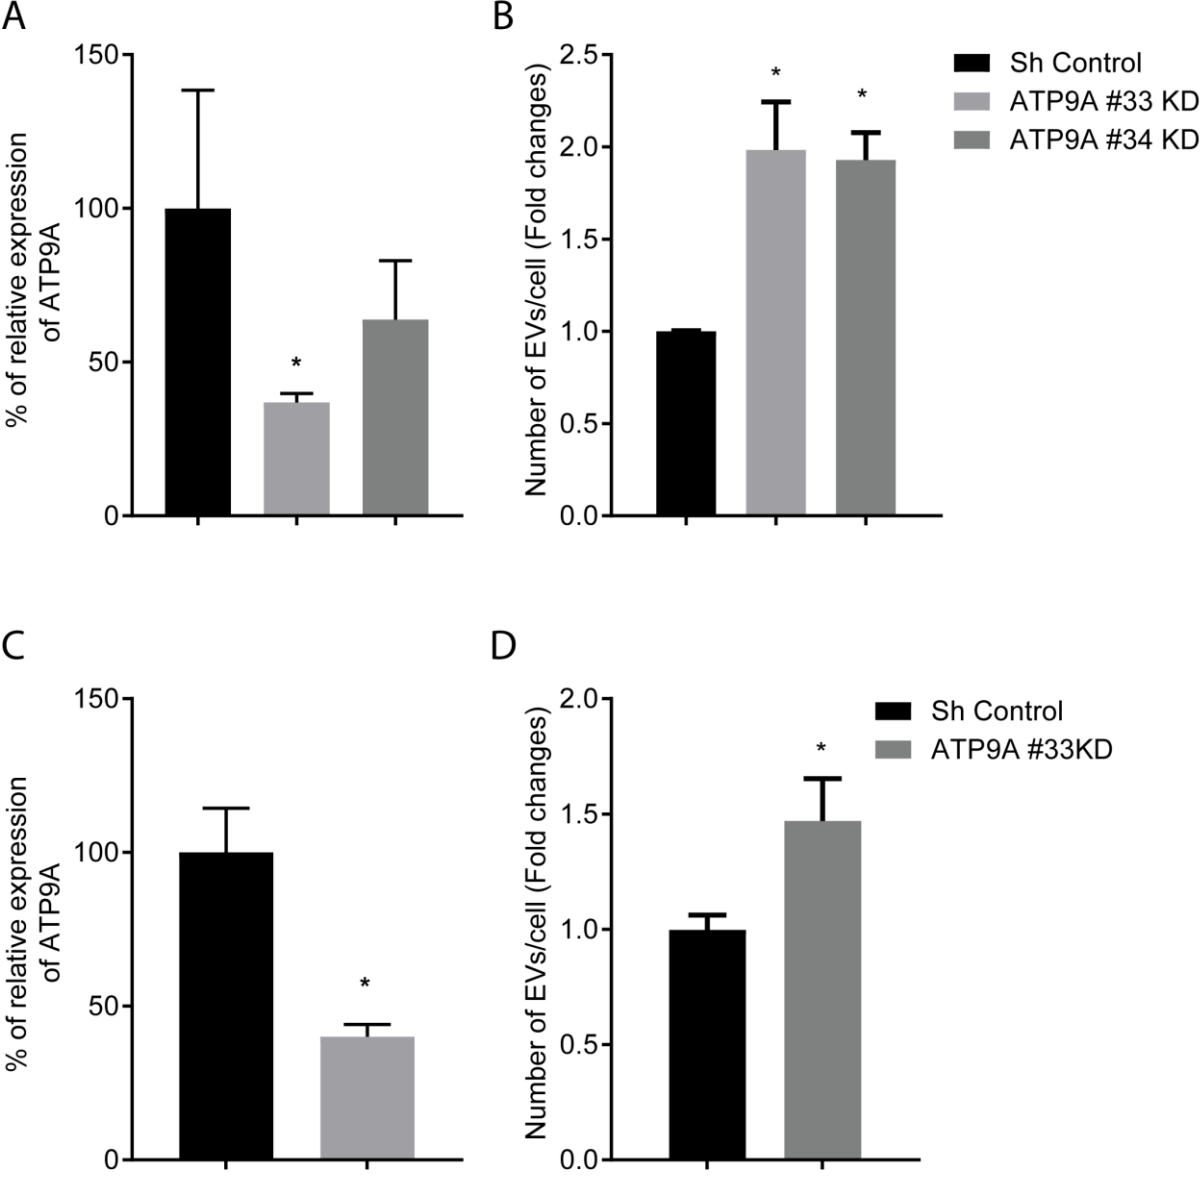 A
% of relative expression
of ATP9A
150
100
50
0
*
B
Number of EVs/cell (Fold changes)
2.5
2.0
1.5
1.0
0.5
0.0
*
*
Sh Control
ATP9A #33 KD
ATP9A #34 KD
C
% of relative expression
of ATP9A
150
100
50
0
*
D
Number of EVs/cell (Fold changes)
2.0
1.5
1.0
0.5
0.0
*
Sh Control
ATP9A #33KD